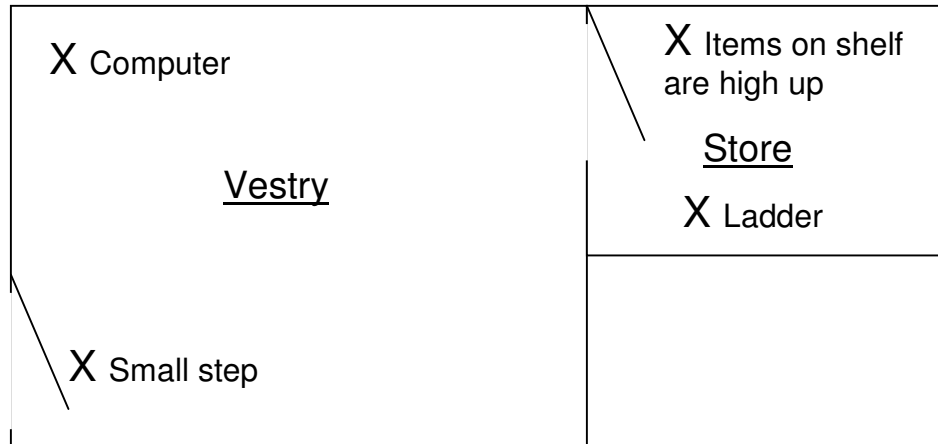 X Computer
X Items on shelf
are high up
Store
Vestry
X Ladder
X Small step